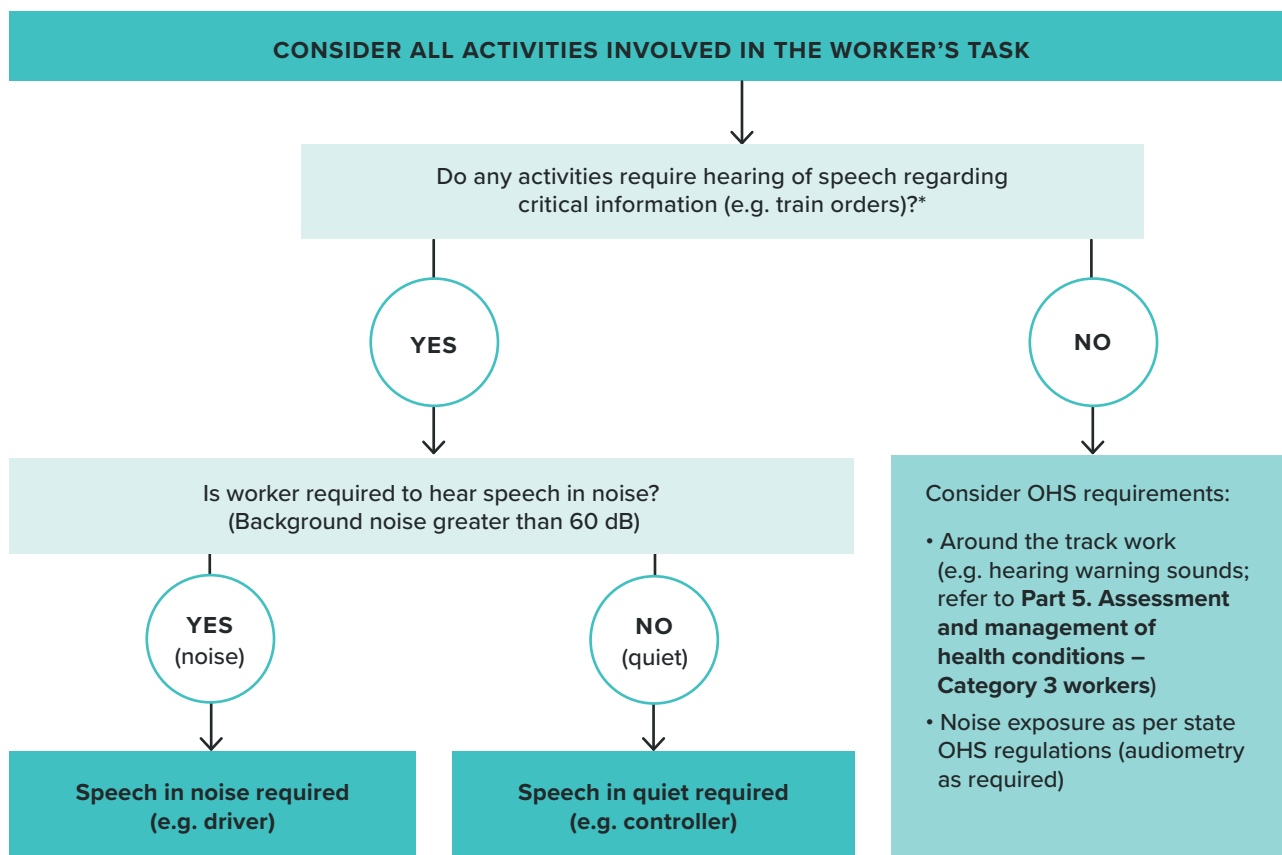 CONSIDER ALL ACTIVITIES INVOLVED IN THE WORKER’S TASK
Do any activities require hearing of speech regarding
critical information (e.g. train orders)?*
YES
NO
Is worker required to hear speech in noise?
(Background noise greater than 60 dB)
YES
(noise)
NO
(quiet)
Speech in noise required
(e.g. driver)
Speech in quiet required
(e.g. controller)
Consider OHS requirements:
• Around the track work
(e.g. hearing warning sounds;
refer to Part 5. Assessment
and management of
health conditions –
Category 3 workers)
• Noise exposure as per state
OHS regulations (audiometry
as required)